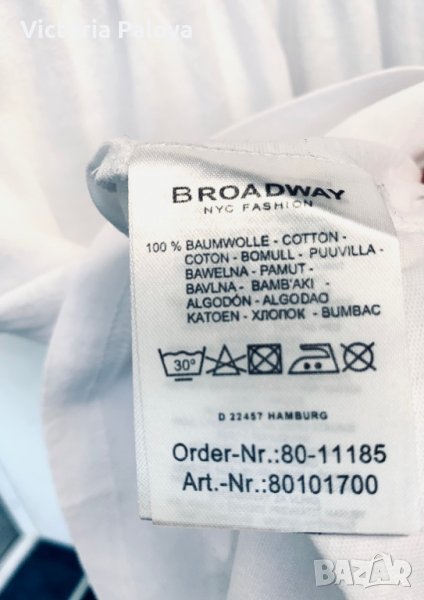 Victoria Palova
BROADWAY
NYC FASHION
100 % BAUMWOLLE - COTTON -
COTON - BOMULL - PUUVILLA -
BAWELNA - PAMUT -
BAVLNA - BAMB'AKI -
ALGODÓN - ALGODAO
KATOEN - ХЛОПОК - BUMBAC
30°
D 22457 HAMBURG
Order-Nr.:80-11185
Art.-Nr.:80101700
BAZAR